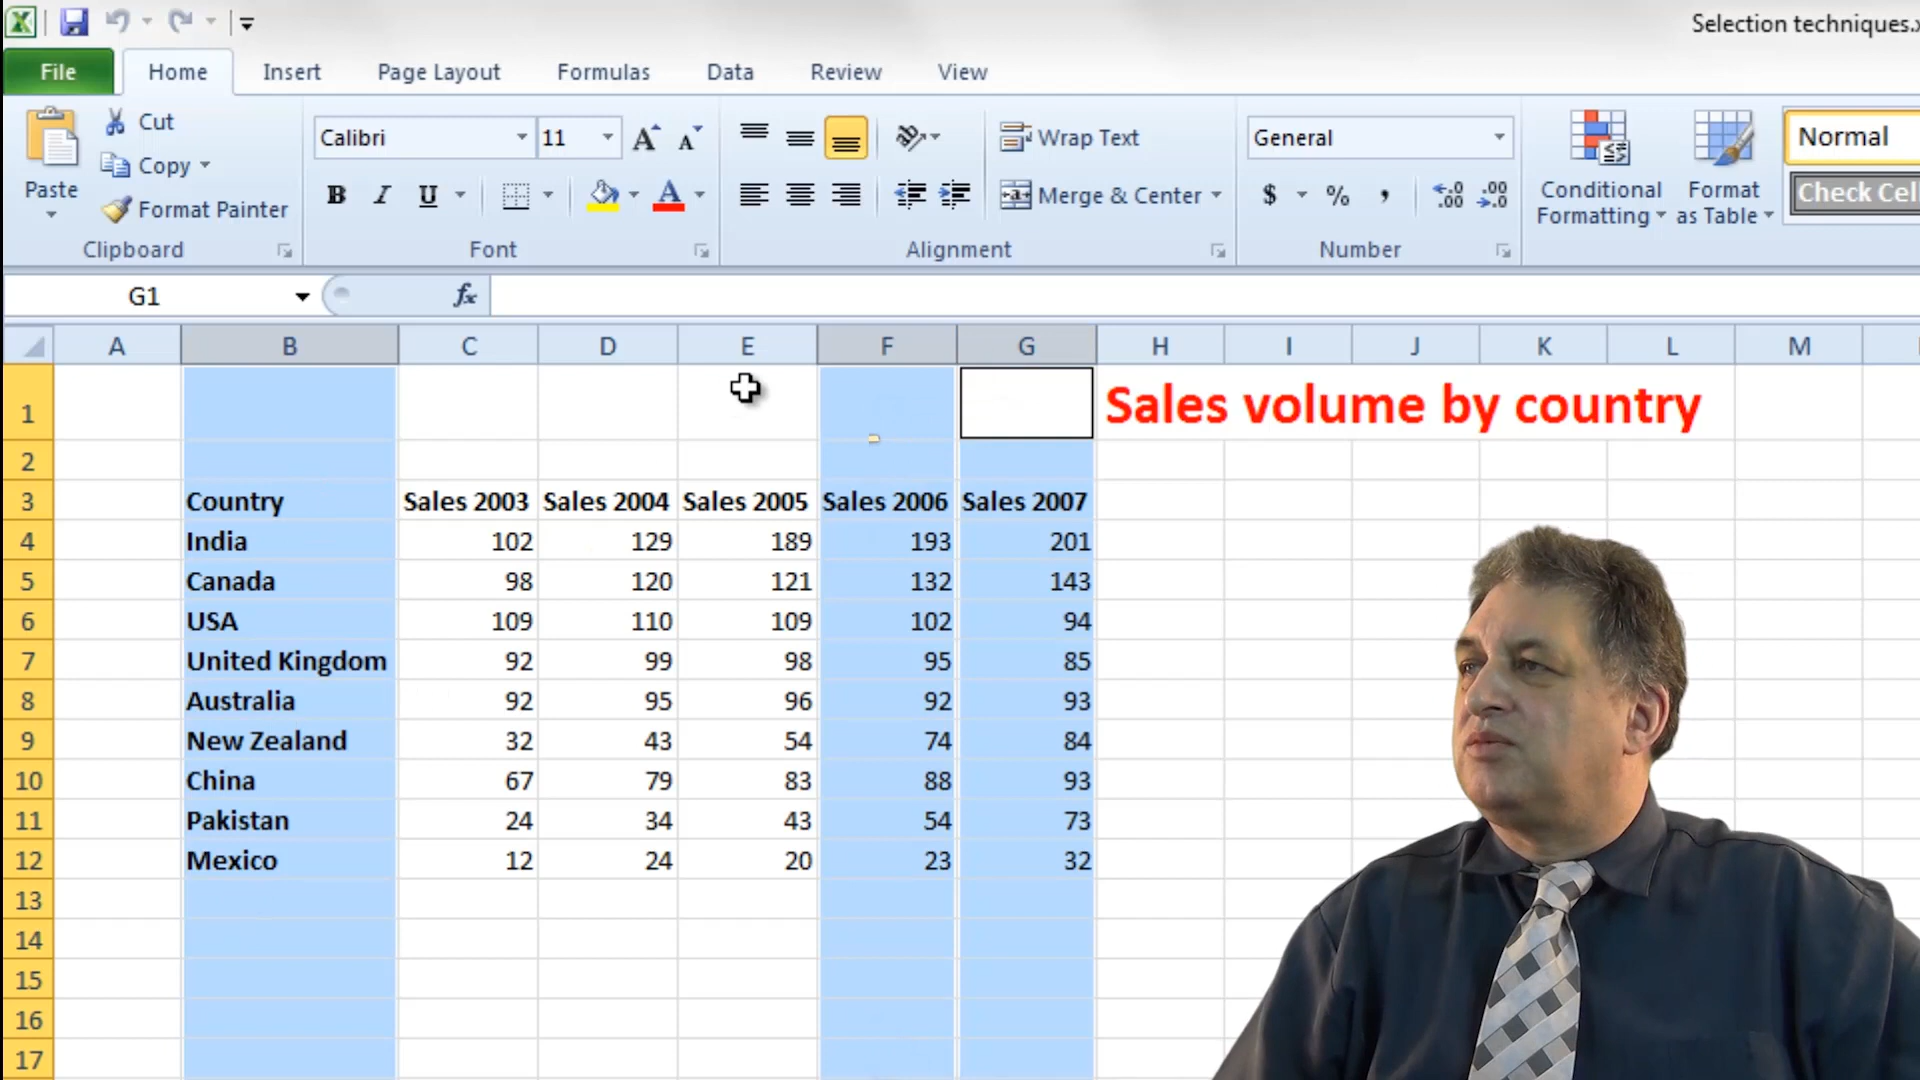 Selection techniques.x
File Home Insert Page Layout Formulas Data Review View
Paste
Cut
Copy
Format Painter
Clipboard
Calibri 11
B I U A
Font
Wrap Text
Merge & Center
Alignment
General
$ % ,
Number
Conditional Formatting
Format as Table
Normal
Check Cel
G1 fx
A B C D E F G H I J K L M
1 Sales volume by country
2
3 Country Sales 2003 Sales 2004 Sales 2005 Sales 2006 Sales 2007
4 India 102 129 189 193 201
5 Canada 98 120 121 132 143
6 USA 109 110 109 102 94
7 United Kingdom 92 99 98 95 85
8 Australia 92 95 96 92 93
9 New Zealand 32 43 54 74 84
10 China 67 79 83 88 93
11 Pakistan 24 34 43 54 73
12 Mexico 12 24 20 23 32
13
14
15
16
17